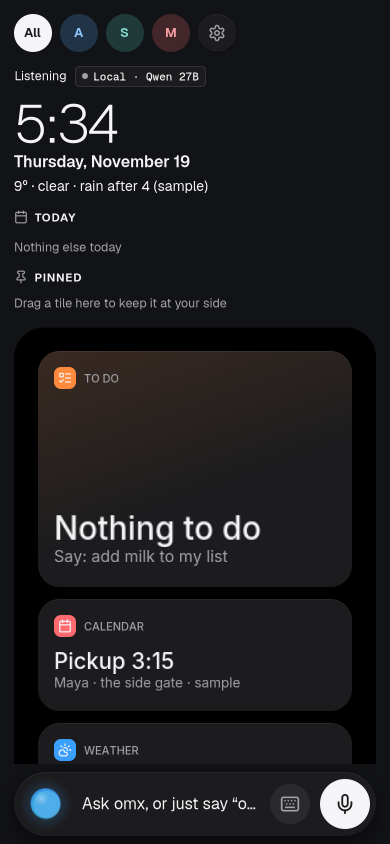 All A S M
Listening Local · Qwen 27B
5:34
Thursday, November 19
9° · clear · rain after 4 (sample)
TODAY
Nothing else today
PINNED
Drag a tile here to keep it at your side
TO DO
Nothing to do
Say: add milk to my list
CALENDAR
Pickup 3:15
Maya · the side gate · sample
WEATHER
Ask omx, or just say “o…